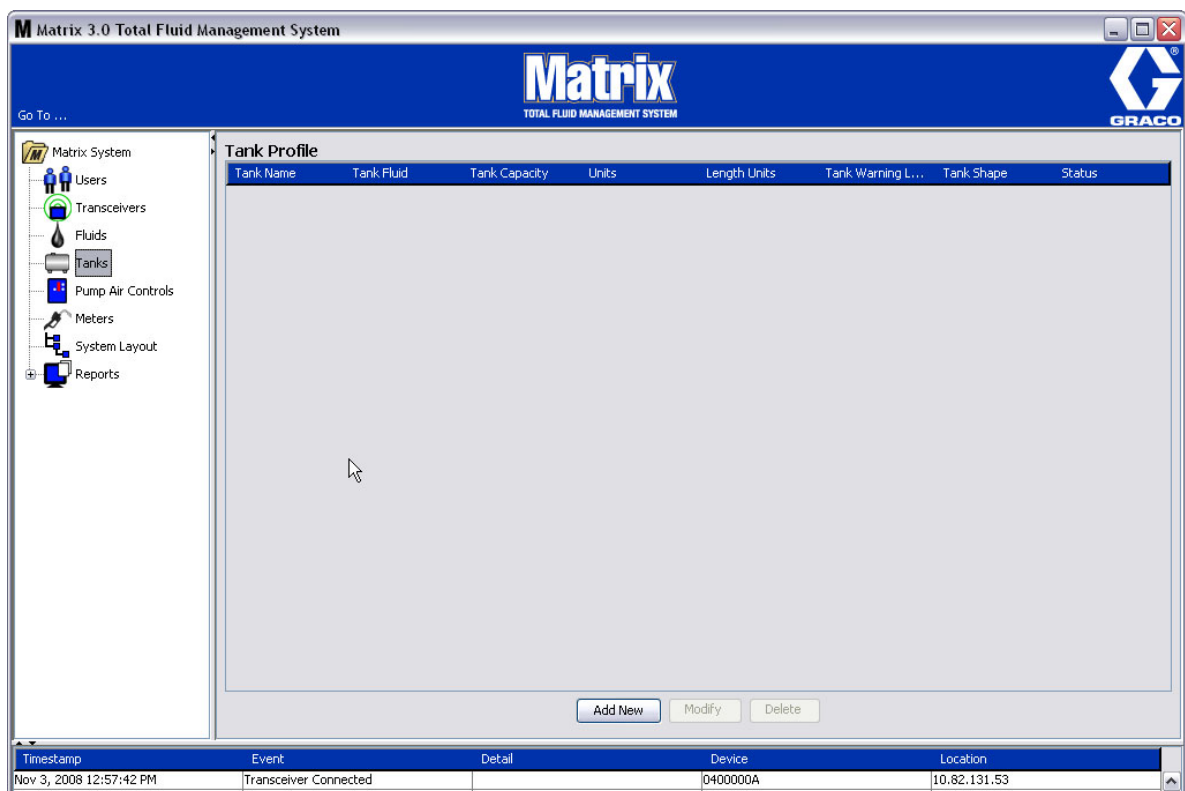 M Matrix 3.0 Total Fluid Management System
Matrix
TOTAL FLUID MANAGEMENT SYSTEM
®
GRACO
Go To ...
Matrix System
Users
Transceivers
Fluids
Tanks
Pump Air Controls
Meters
System Layout
Reports
Tank Profile
Tank Name Tank Fluid Tank Capacity Units Length Units Tank Warning L... Tank Shape Status
Add New Modify Delete
Timestamp Event Detail Device Location
Nov 3, 2008 12:57:42 PM Transceiver Connected 0400000A 10.82.131.53